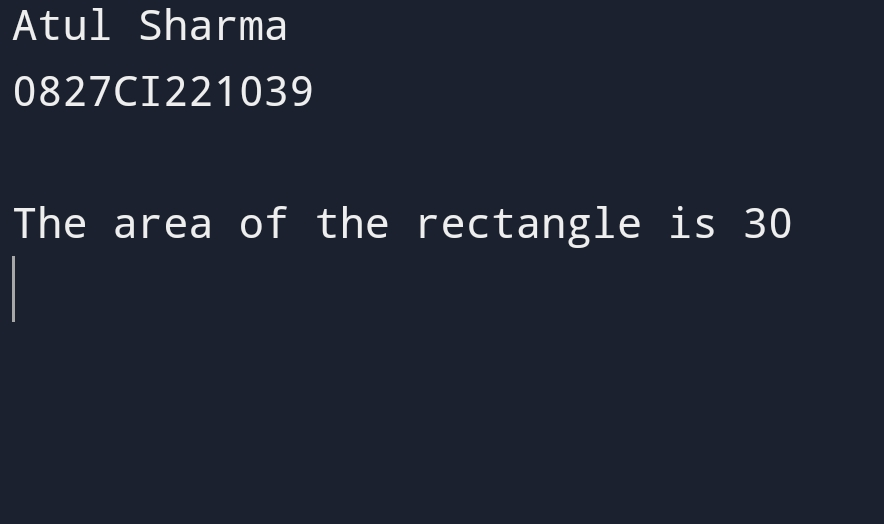 Atul Sharma
0827CI221039
The area of the rectangle is 30